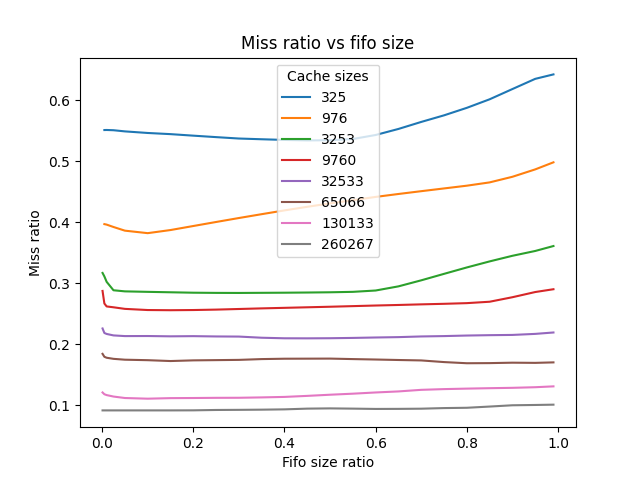 Miss ratio vs fifo size
Cache sizes
325
976
3253
9760
32533
65066
130133
260267
0.6
0.5
0.4
0.3
0.2
0.1
Miss ratio
0.0 0.2 0.4 0.6 0.8 1.0
Fifo size ratio